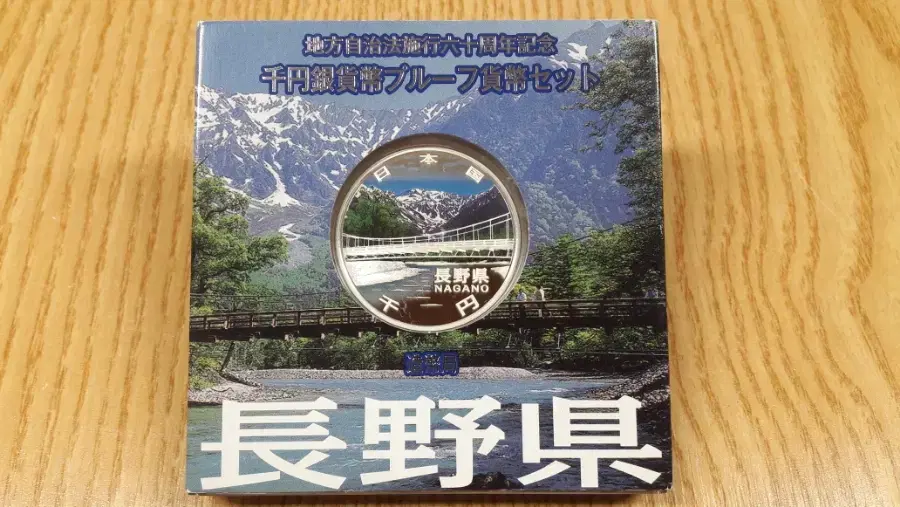 地方自治法施行六十周年記念
千円銀貨幣プルーフ貨幣セット
日本国
長野県
NAGANO
千円
造幣局
長野県